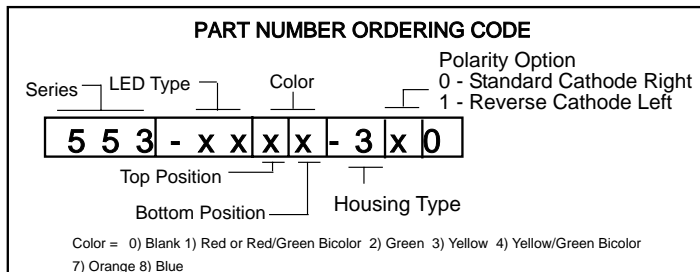 PART NUMBER ORDERING CODE
Polarity Option
0 - Standard Cathode Right
1 - Reverse Cathode Left
Series LED Type Color
5 5 3 - x x x x - 3 x 0
Top Position
Bottom Position Housing Type
Color = 0) Blank 1) Red or Red/Green Bicolor 2) Green 3) Yellow 4) Yellow/Green Bicolor
7) Orange 8) Blue